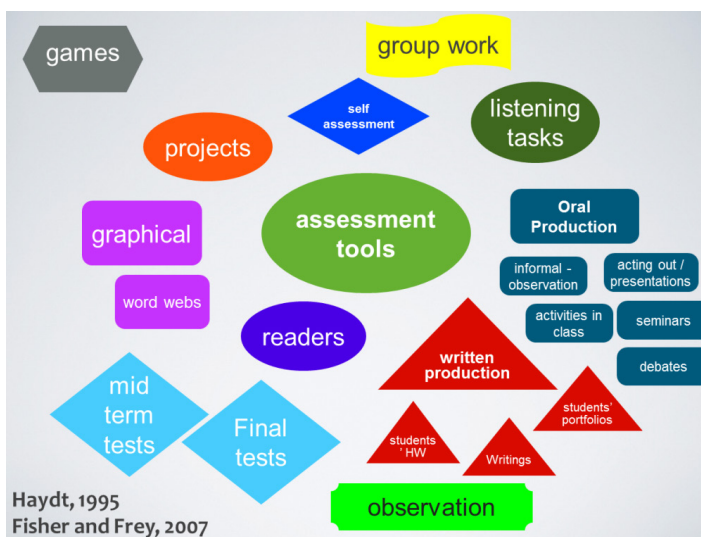 games
group work
self
assessment
listening
tasks
projects
assessment
tools
graphical
word webs
Oral
Production
informal -
observation
acting out /
presentations
activities in
class
seminars
debates
readers
written
production
mid
term
tests
Final
tests
students
' HW
Writings
students'
portfolios
observation
Haydt, 1995
Fisher and Frey, 2007